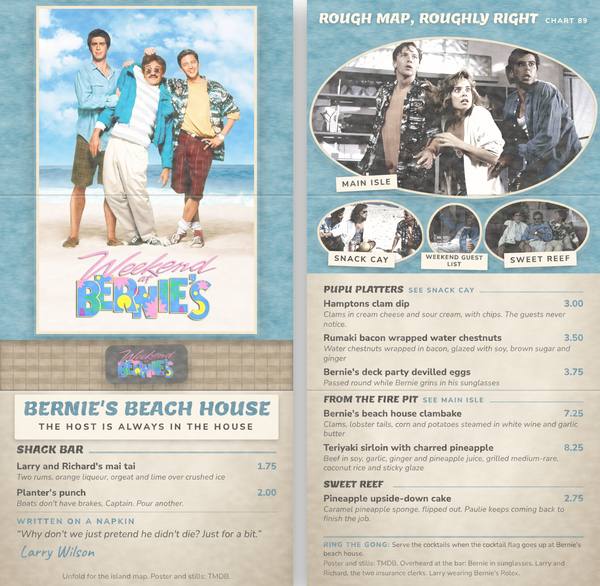 Weekend
at
BERNIE'S
Weekend
at
BERNIE'S
BERNIE'S BEACH HOUSE
THE HOST IS ALWAYS IN THE HOUSE
SHACK BAR
Larry and Richard's mai tai 1.75
Two rums, orange liqueur, orgeat and lime over crushed ice
Planter's punch 2.00
Boats don't have brakes, Captain. Pour another.
WRITTEN ON A NAPKIN
"Why don't we just pretend he didn't die? Just for a bit."
Larry Wilson
Unfold for the island map. Poster and stills: TMDB.
ROUGH MAP, ROUGHLY RIGHT CHART 89
MAIN ISLE
SNACK CAY
WEEKEND GUEST
LIST
SWEET REEF
PUPU PLATTERS SEE SNACK CAY
Hamptons clam dip 3.00
Clams in cream cheese and sour cream, with chips. The guests never
notice.
Rumaki bacon wrapped water chestnuts 3.50
Water chestnuts wrapped in bacon, glazed with soy, brown sugar and
ginger
Bernie's deck party devilled eggs 3.75
Passed round while Bernie grins in his sunglasses
FROM THE FIRE PIT SEE MAIN ISLE
Bernie's beach house clambake 7.25
Clams, lobster tails, corn and potatoes steamed in white wine and garlic
butter
Teriyaki sirloin with charred pineapple 8.25
Beef in soy, garlic, ginger and pineapple juice, grilled medium-rare,
coconut rice and sticky glaze
SWEET REEF
Pineapple upside-down cake 2.75
Caramel pineapple sponge, flipped out. Paulie keeps coming back to
finish the job.
RING THE GONG: Serve the cocktails when the cocktail flag goes up at Bernie's
beach house.
Poster and stills: TMDB. Overheard at the bar: Bernie in sunglasses. Larry and
Richard, the two insurance clerks. Larry wearing Bernie's Rolex.